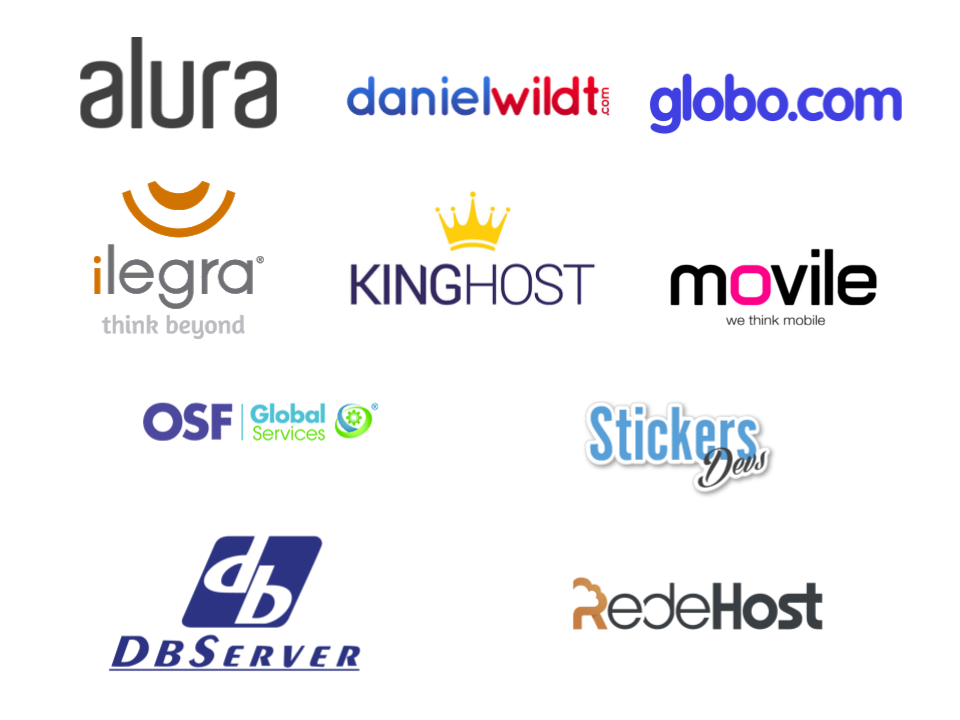 alura
danielwildt.com
globo.com
ilegra®
think beyond
KINGHOST
movile
we think mobile
OSF Global Services ®
Stickers
Devs
db
DBSERVER
RedeHost